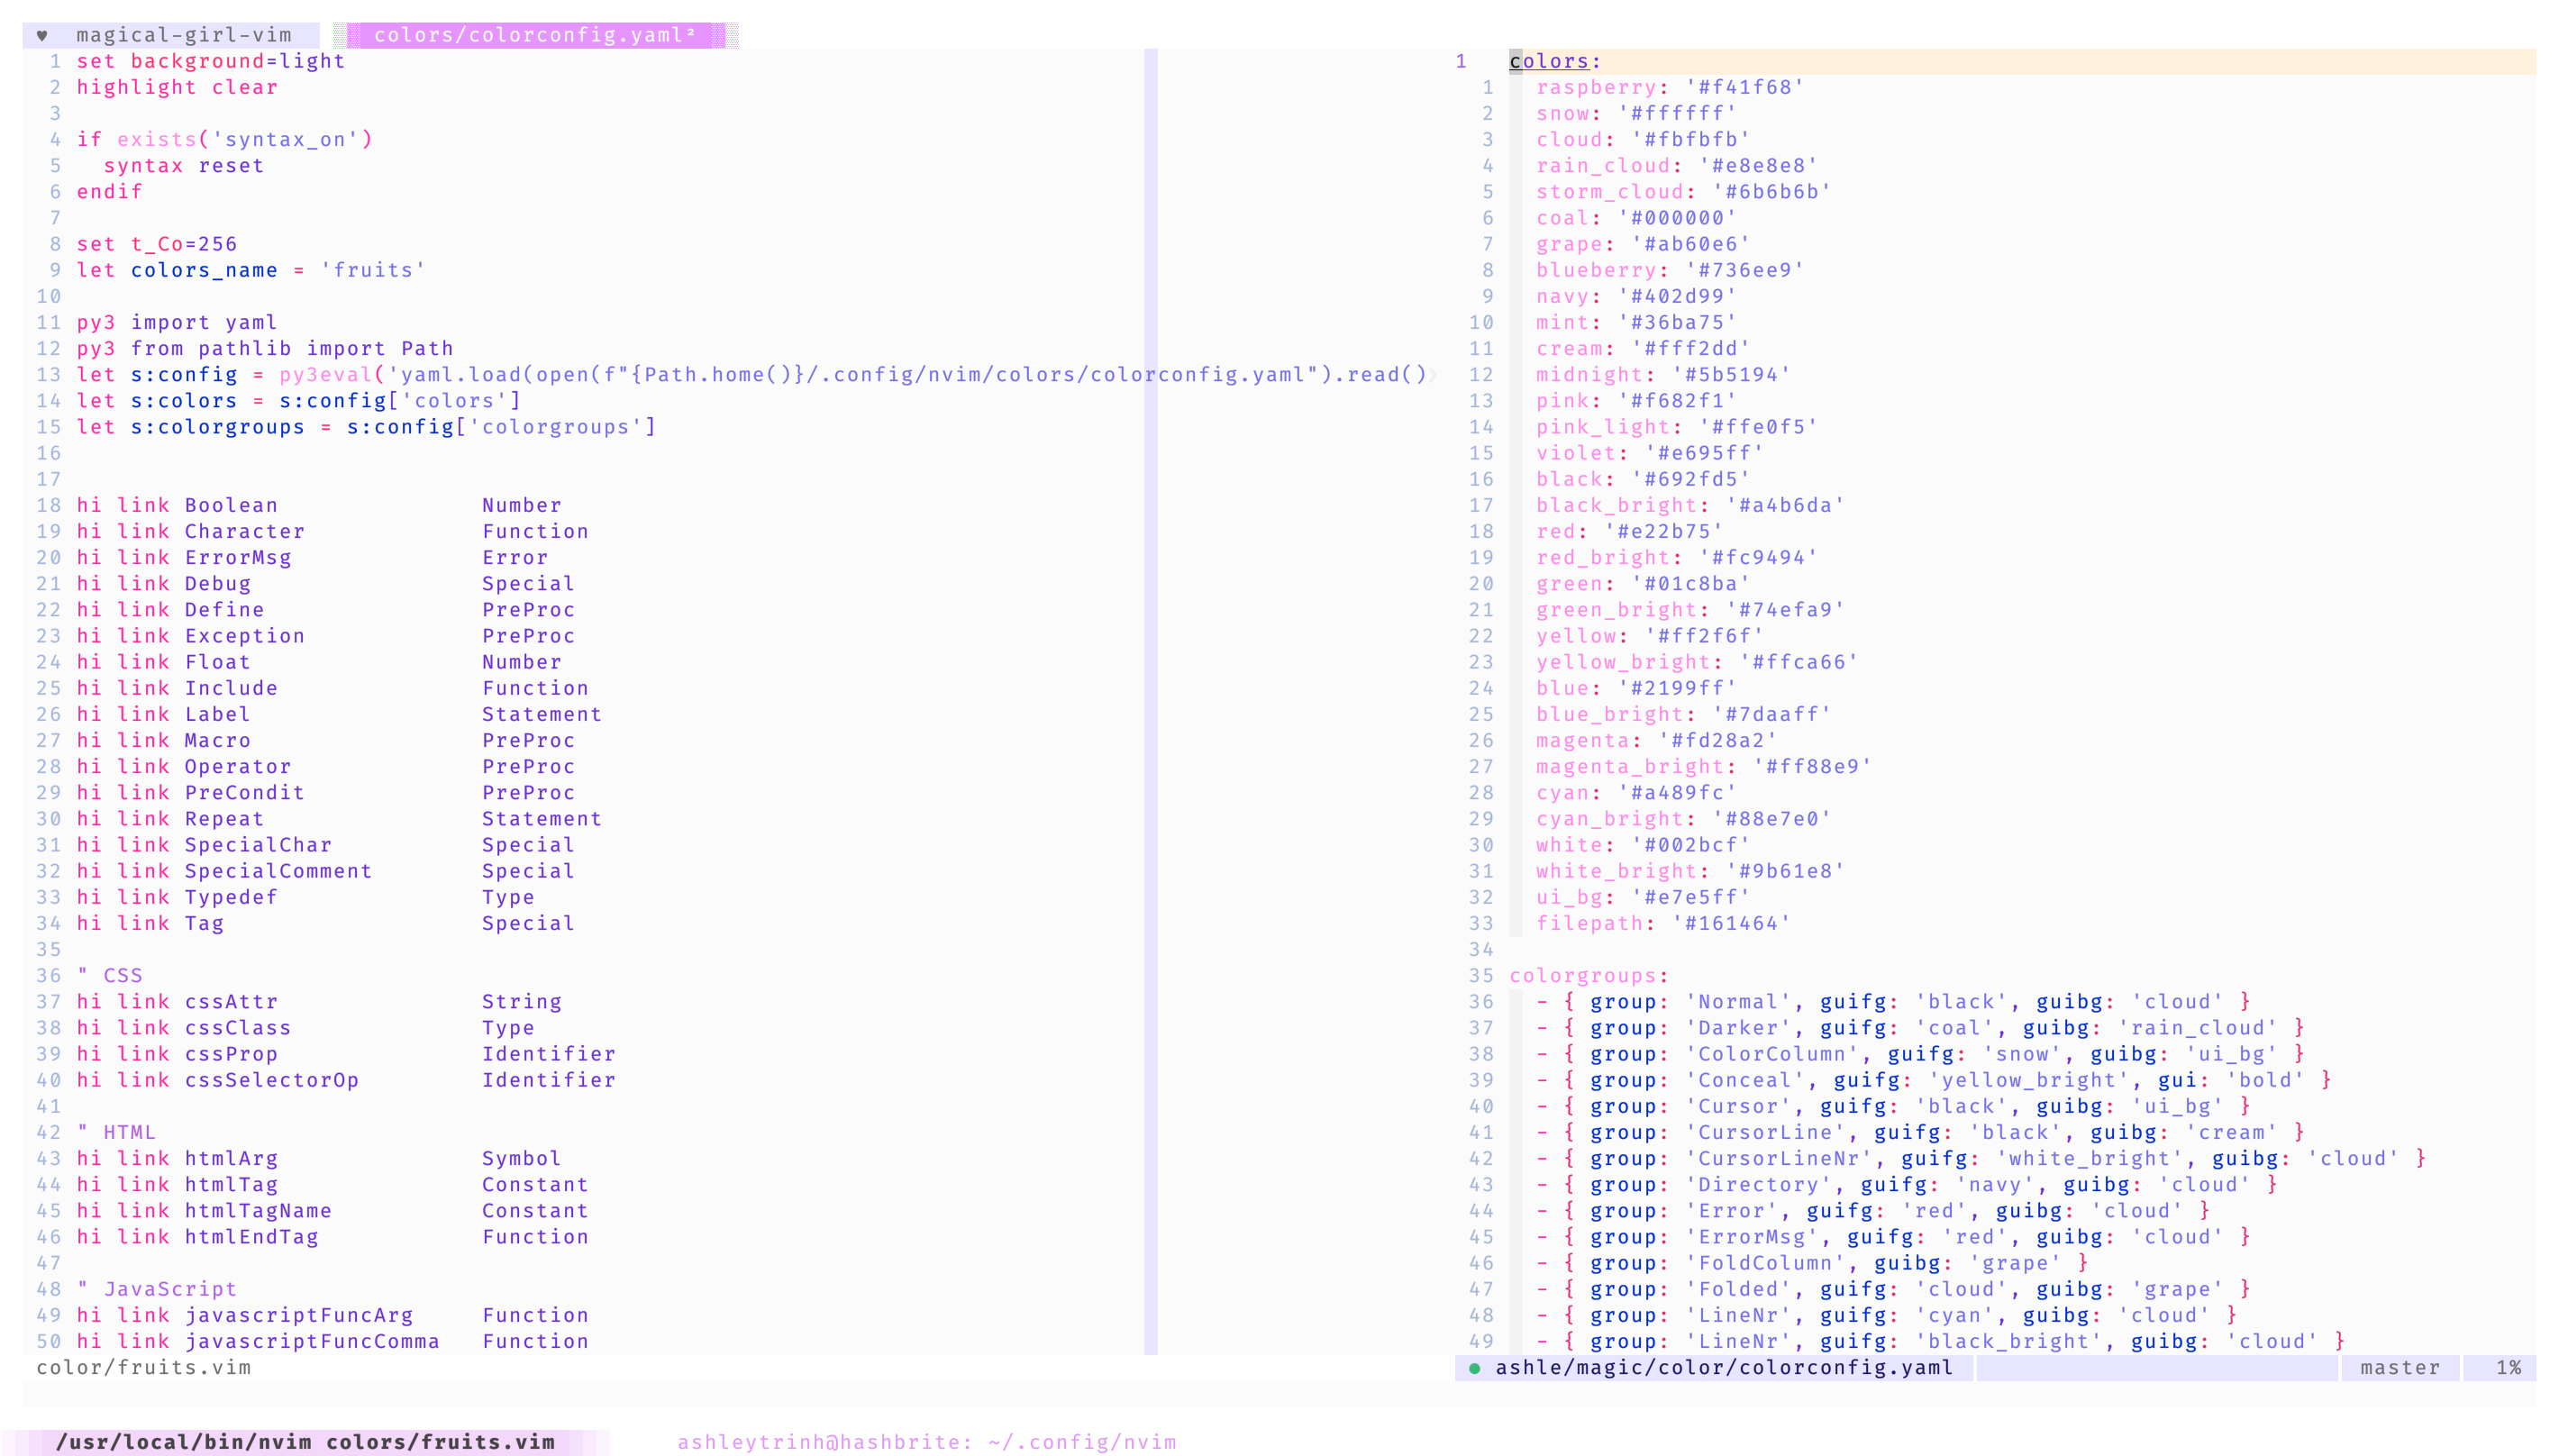 ♥ magical-girl-vim colors/colorconfig.yaml²
1 set background=light
2 highlight clear
3
4 if exists('syntax_on')
5 syntax reset
6 endif
7
8 set t_Co=256
9 let colors_name = 'fruits'
10
11 py3 import yaml
12 py3 from pathlib import Path
13 let s:config = py3eval('yaml.load(open(f"{Path.home()}/.config/nvim/colors/colorconfig.yaml").read()›
14 let s:colors = s:config['colors']
15 let s:colorgroups = s:config['colorgroups']
16
17
18 hi link Boolean Number
19 hi link Character Function
20 hi link ErrorMsg Error
21 hi link Debug Special
22 hi link Define PreProc
23 hi link Exception PreProc
24 hi link Float Number
25 hi link Include Function
26 hi link Label Statement
27 hi link Macro PreProc
28 hi link Operator PreProc
29 hi link PreCondit PreProc
30 hi link Repeat Statement
31 hi link SpecialChar Special
32 hi link SpecialComment Special
33 hi link Typedef Type
34 hi link Tag Special
35
36 " CSS
37 hi link cssAttr String
38 hi link cssClass Type
39 hi link cssProp Identifier
40 hi link cssSelectorOp Identifier
41
42 " HTML
43 hi link htmlArg Symbol
44 hi link htmlTag Constant
45 hi link htmlTagName Constant
46 hi link htmlEndTag Function
47
48 " JavaScript
49 hi link javascriptFuncArg Function
50 hi link javascriptFuncComma Function
color/fruits.vim
1 colors:
1 raspberry: '#f41f68'
2 snow: '#ffffff'
3 cloud: '#fbfbfb'
4 rain_cloud: '#e8e8e8'
5 storm_cloud: '#6b6b6b'
6 coal: '#000000'
7 grape: '#ab60e6'
8 blueberry: '#736ee9'
9 navy: '#402d99'
10 mint: '#36ba75'
11 cream: '#fff2dd'
12 midnight: '#5b5194'
13 pink: '#f682f1'
14 pink_light: '#ffe0f5'
15 violet: '#e695ff'
16 black: '#692fd5'
17 black_bright: '#a4b6da'
18 red: '#e22b75'
19 red_bright: '#fc9494'
20 green: '#01c8ba'
21 green_bright: '#74efa9'
22 yellow: '#ff2f6f'
23 yellow_bright: '#ffca66'
24 blue: '#2199ff'
25 blue_bright: '#7daaff'
26 magenta: '#fd28a2'
27 magenta_bright: '#ff88e9'
28 cyan: '#a489fc'
29 cyan_bright: '#88e7e0'
30 white: '#002bcf'
31 white_bright: '#9b61e8'
32 ui_bg: '#e7e5ff'
33 filepath: '#161464'
34
35 colorgroups:
36 - { group: 'Normal', guifg: 'black', guibg: 'cloud' }
37 - { group: 'Darker', guifg: 'coal', guibg: 'rain_cloud' }
38 - { group: 'ColorColumn', guifg: 'snow', guibg: 'ui_bg' }
39 - { group: 'Conceal', guifg: 'yellow_bright', gui: 'bold' }
40 - { group: 'Cursor', guifg: 'black', guibg: 'ui_bg' }
41 - { group: 'CursorLine', guifg: 'black', guibg: 'cream' }
42 - { group: 'CursorLineNr', guifg: 'white_bright', guibg: 'cloud' }
43 - { group: 'Directory', guifg: 'navy', guibg: 'cloud' }
44 - { group: 'Error', guifg: 'red', guibg: 'cloud' }
45 - { group: 'ErrorMsg', guifg: 'red', guibg: 'cloud' }
46 - { group: 'FoldColumn', guibg: 'grape' }
47 - { group: 'Folded', guifg: 'cloud', guibg: 'grape' }
48 - { group: 'LineNr', guifg: 'cyan', guibg: 'cloud' }
49 - { group: 'LineNr', guifg: 'black_bright', guibg: 'cloud' }
● ashle/magic/color/colorconfig.yaml master 1%
/usr/local/bin/nvim colors/fruits.vim ashleytrinh@hashbrite: ~/.config/nvim